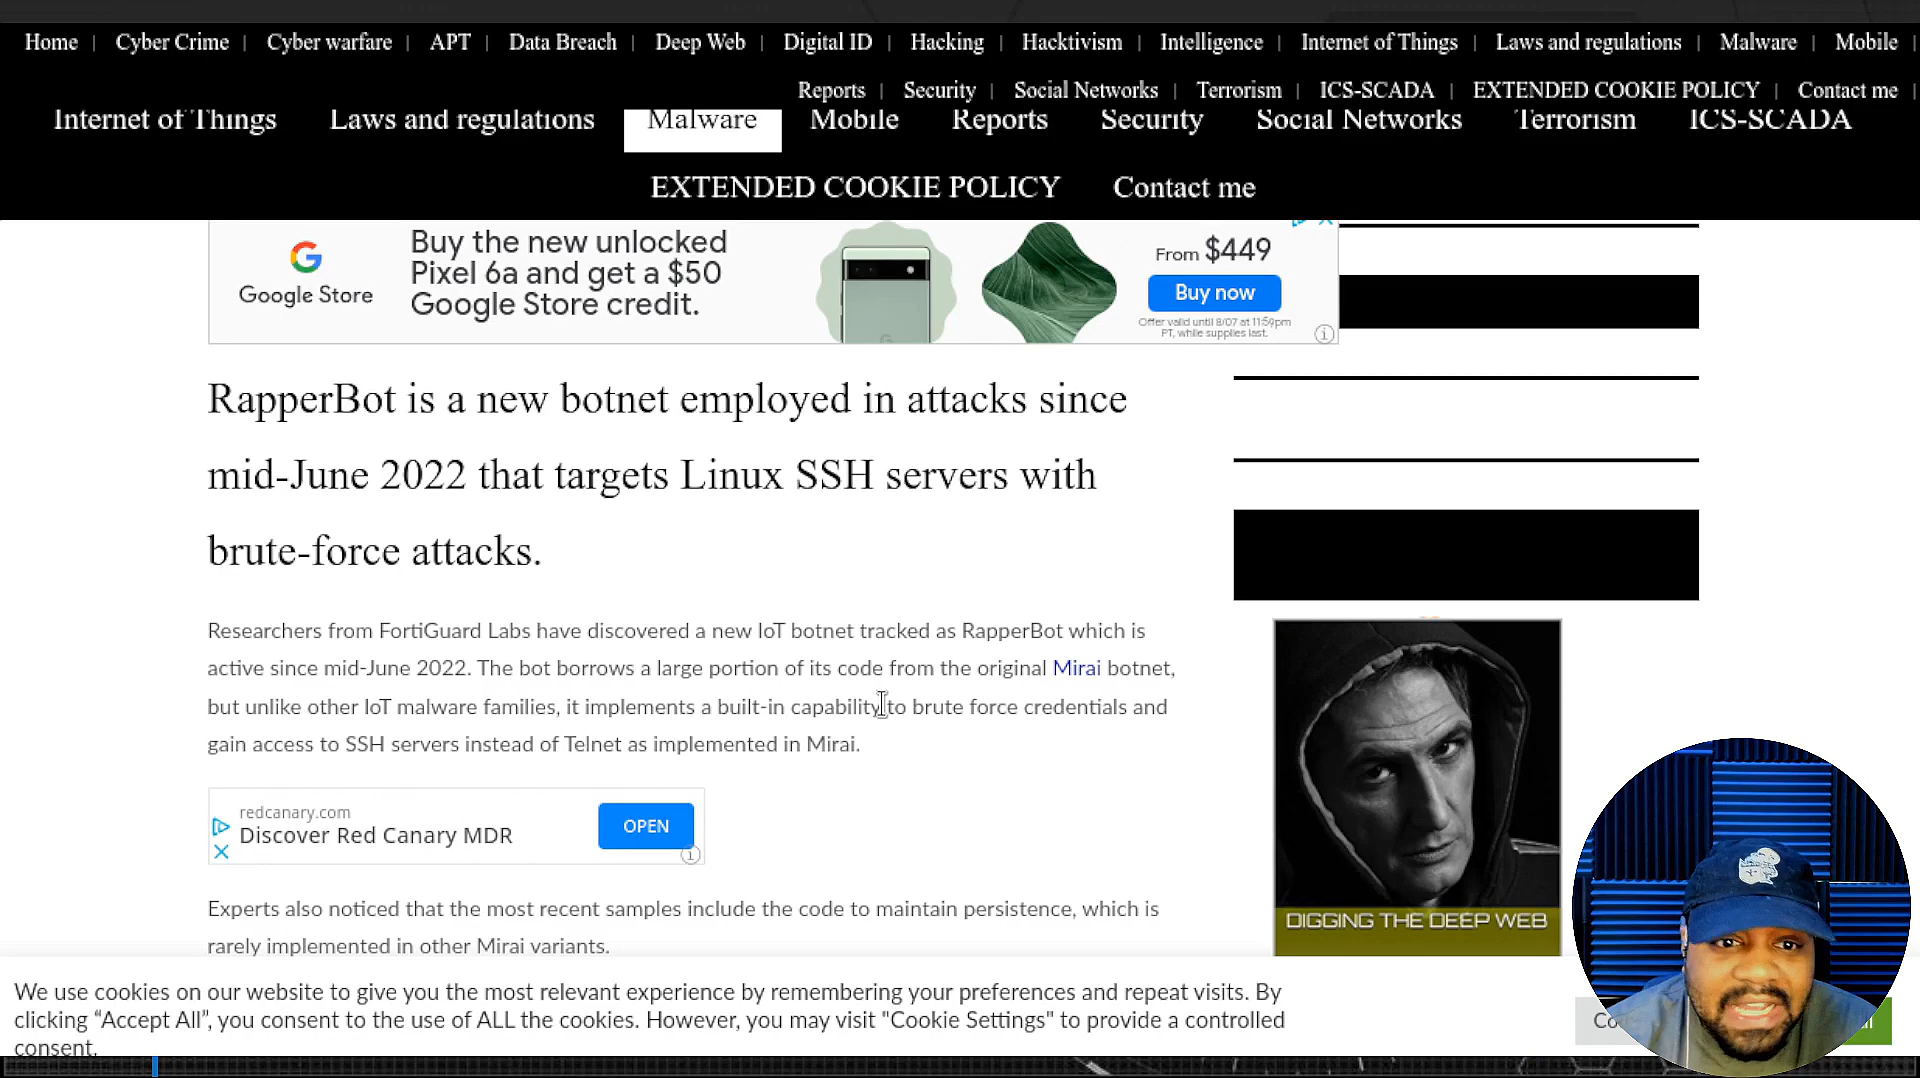 Home | Cyber Crime | Cyber warfare | APT | Data Breach | Deep Web | Digital ID | Hacking | Hacktivism | Intelligence | Internet of Things | Laws and regulations | Malware | Mobile |
Reports | Security | Social Networks | Terrorism | ICS-SCADA | EXTENDED COOKIE POLICY | Contact me |
Internet of Things Laws and regulations Malware Mobile Reports Security Social Networks Terrorism ICS-SCADA
EXTENDED COOKIE POLICY Contact me
Google Store
Buy the new unlocked
Pixel 6a and get a $50
Google Store credit.
From $449
Buy now
Offer valid until 8/07 at 11:59pm
PT, while supplies last.
RapperBot is a new botnet employed in attacks since
mid-June 2022 that targets Linux SSH servers with
brute-force attacks.
Researchers from FortiGuard Labs have discovered a new IoT botnet tracked as RapperBot which is
active since mid-June 2022. The bot borrows a large portion of its code from the original Mirai botnet,
but unlike other IoT malware families, it implements a built-in capability to brute force credentials and
gain access to SSH servers instead of Telnet as implemented in Mirai.
redcanary.com
Discover Red Canary MDR
OPEN
Experts also noticed that the most recent samples include the code to maintain persistence, which is
rarely implemented in other Mirai variants.
DIGGING THE DEEP WEB
We use cookies on our website to give you the most relevant experience by remembering your preferences and repeat visits. By
clicking “Accept All”, you consent to the use of ALL the cookies. However, you may visit "Cookie Settings" to provide a controlled
consent.